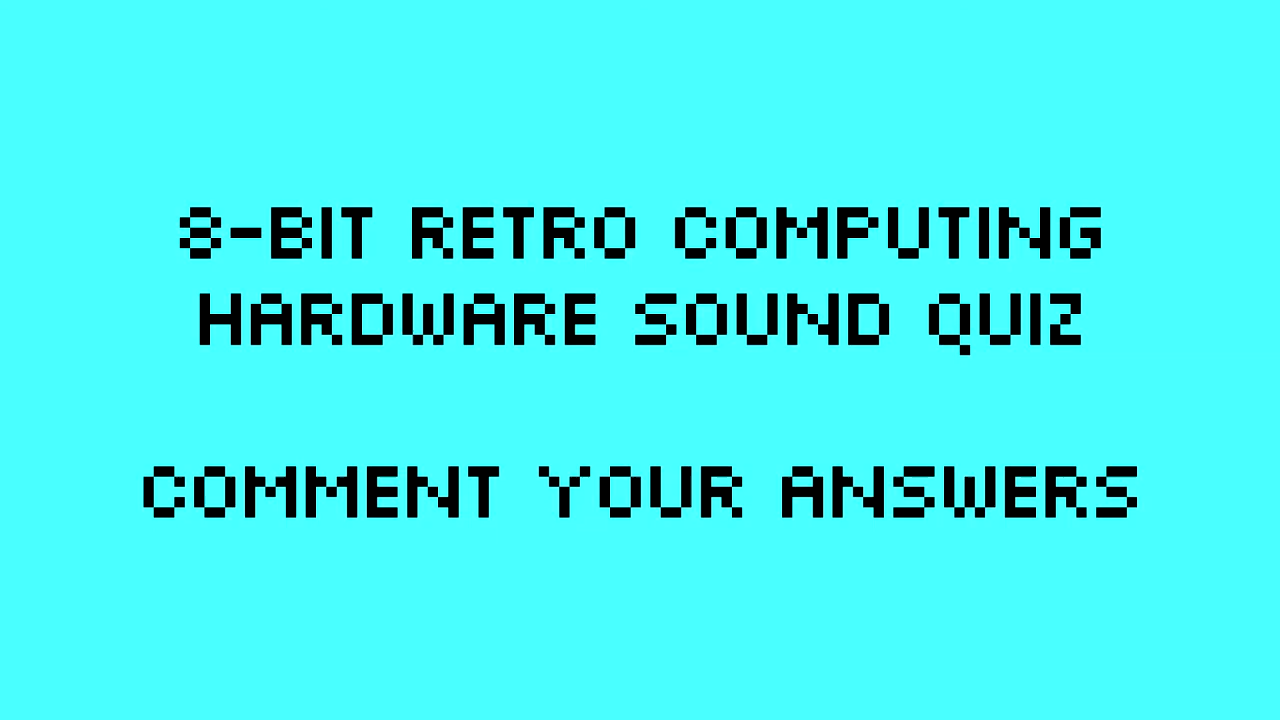 8-BIT RETRO COMPUTING
HARDWARE SOUND QUIZ
COMMENT YOUR ANSWERS